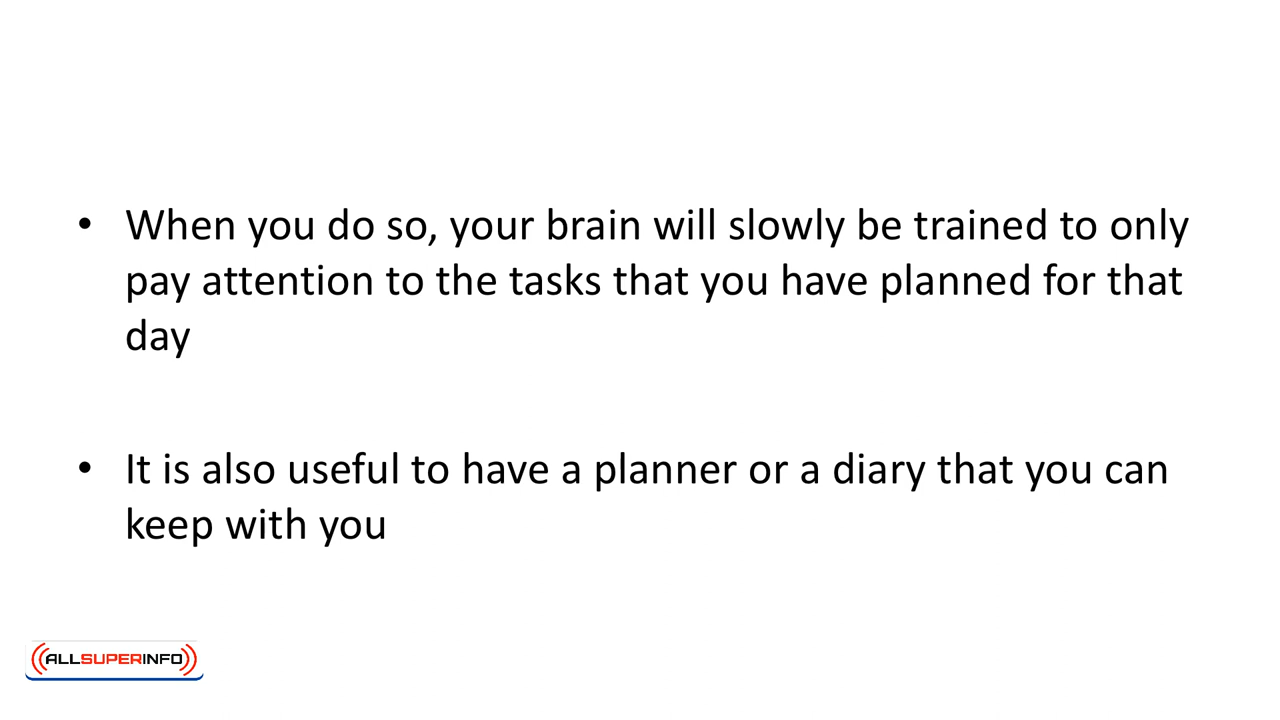 • When you do so, your brain will slowly be trained to only
pay attention to the tasks that you have planned for that
day
• It is also useful to have a planner or a diary that you can
keep with you
ALLSUPERINFO